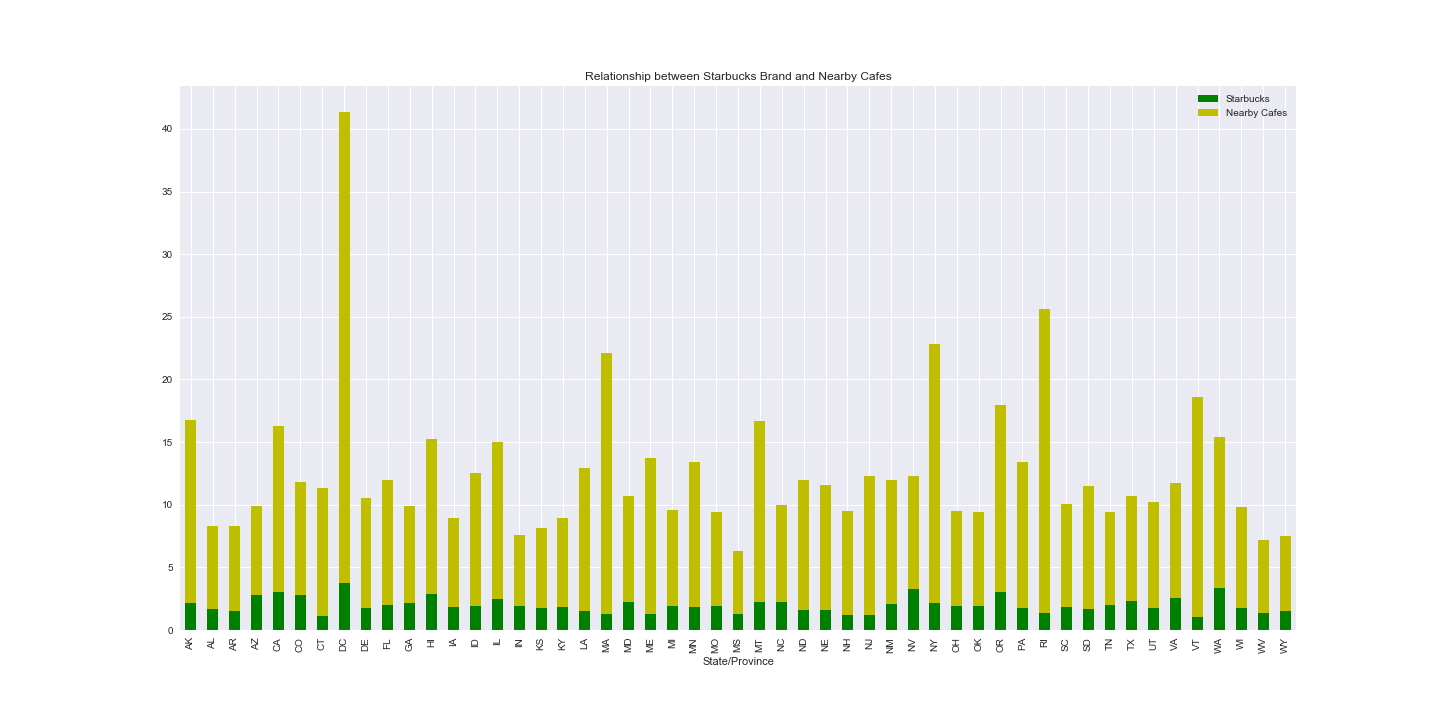 Relationship between Starbucks Brand and Nearby Cafes
Starbucks
Nearby Cafes
40
35
30
25
20
15
10
5
0
AK AL AR AZ CA CO CT DC DE FL GA HI IA ID IL IN KS KY LA MA MD ME MI MN MO MS MT NC ND NE NH NJ NM NV NY OH OK OR PA RI SC SD TN TX UT VA VT WA WI WV WY
State/Province